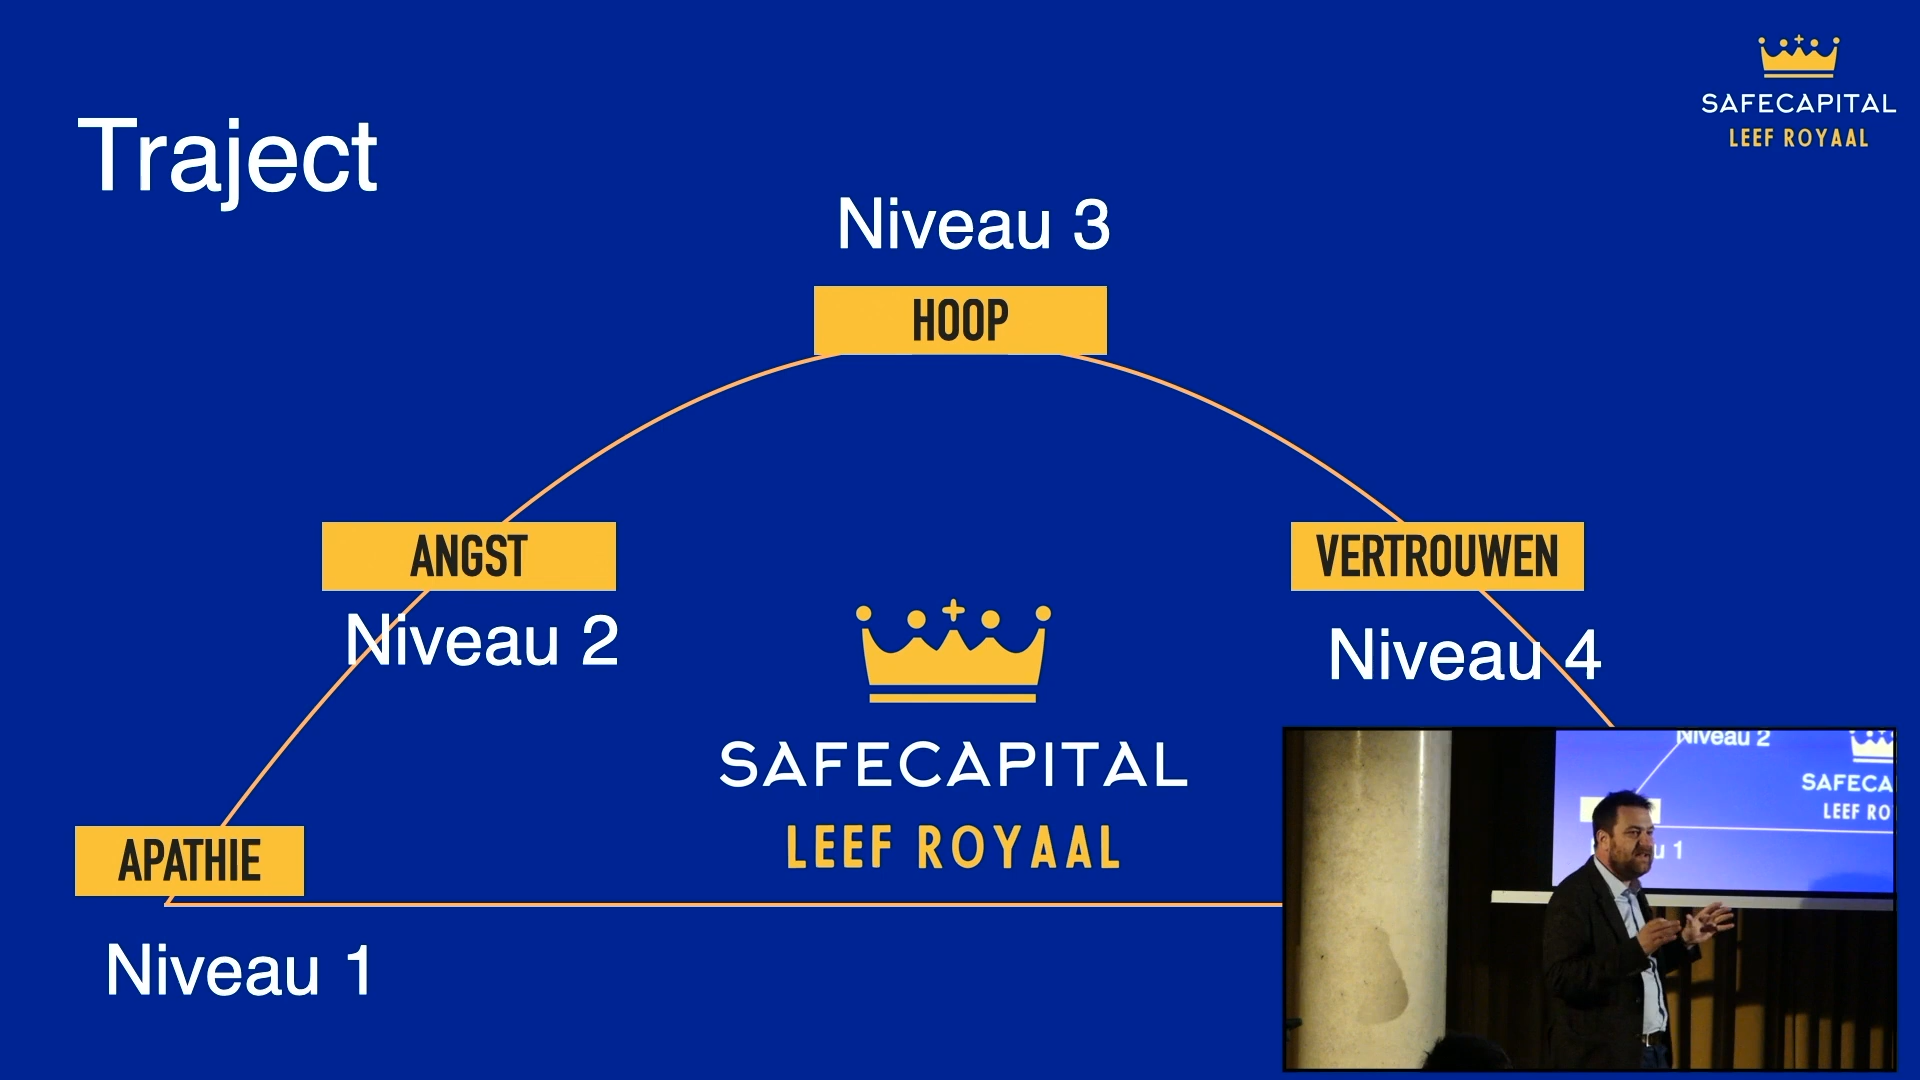 SAFECAPITAL
LEEF ROYAAL
Traject
Niveau 3
HOOP
ANGST
Niveau 2
VERTROUWEN
Niveau 4
SAFECAPITAL
LEEF ROYAAL
APATHIE
Niveau 1
Niveau 2
SAFECA
LEEF RO
u 1